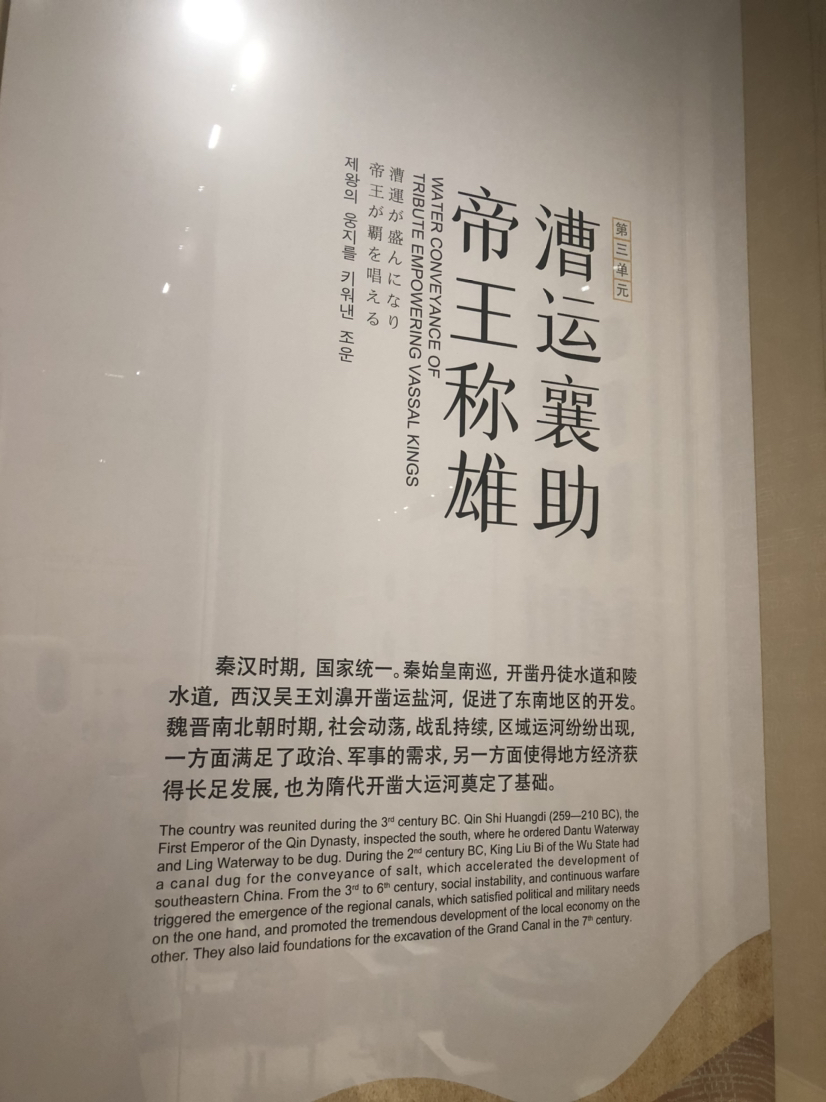 第三单元
漕运襄助
帝王称雄
WATER CONVEYANCE OF
TRIBUTE EMPOWERING VASSAL KINGS
漕運が盛んになり
帝王が覇を唱える
제왕의 웅지를 키워낸 조운
秦汉时期，国家统一。秦始皇南巡，开凿丹徒水道和陵
水道，西汉吴王刘濞开凿运盐河，促进了东南地区的开发。
魏晋南北朝时期，社会动荡，战乱持续，区域运河纷纷出现，
一方面满足了政治、军事的需求，另一方面使得地方经济获
得长足发展，也为隋代开凿大运河奠定了基础。
The country was reunited during the 3rd century BC. Qin Shi Huangdi (259—210 BC), the
First Emperor of the Qin Dynasty, inspected the south, where he ordered Dantu Waterway
and Ling Waterway to be dug. During the 2nd century BC, King Liu Bi of the Wu State had
a canal dug for the conveyance of salt, which accelerated the development of
southeastern China. From the 3rd to 6th century, social instability, and continuous warfare
triggered the emergence of the regional canals, which satisfied political and military needs
on the one hand, and promoted the tremendous development of the local economy on the
other. They also laid foundations for the excavation of the Grand Canal in the 7th century.